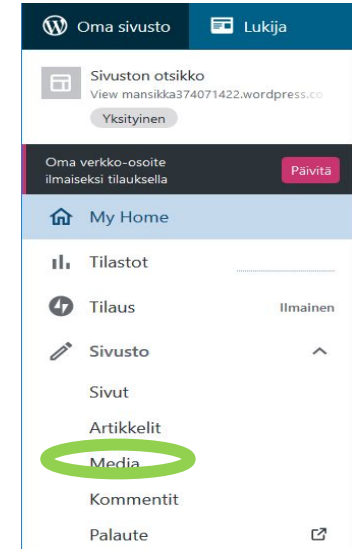 Oma sivusto Lukija
Sivuston otsikko
View mansikka374071422.wordpress.co
Yksityinen
Oma verkko-osoite
ilmaiseksi tilauksella
Päivitä
My Home
Tilastot
Tilaus Ilmainen
Sivusto
Sivut
Artikkelit
Media
Kommentit
Palaute